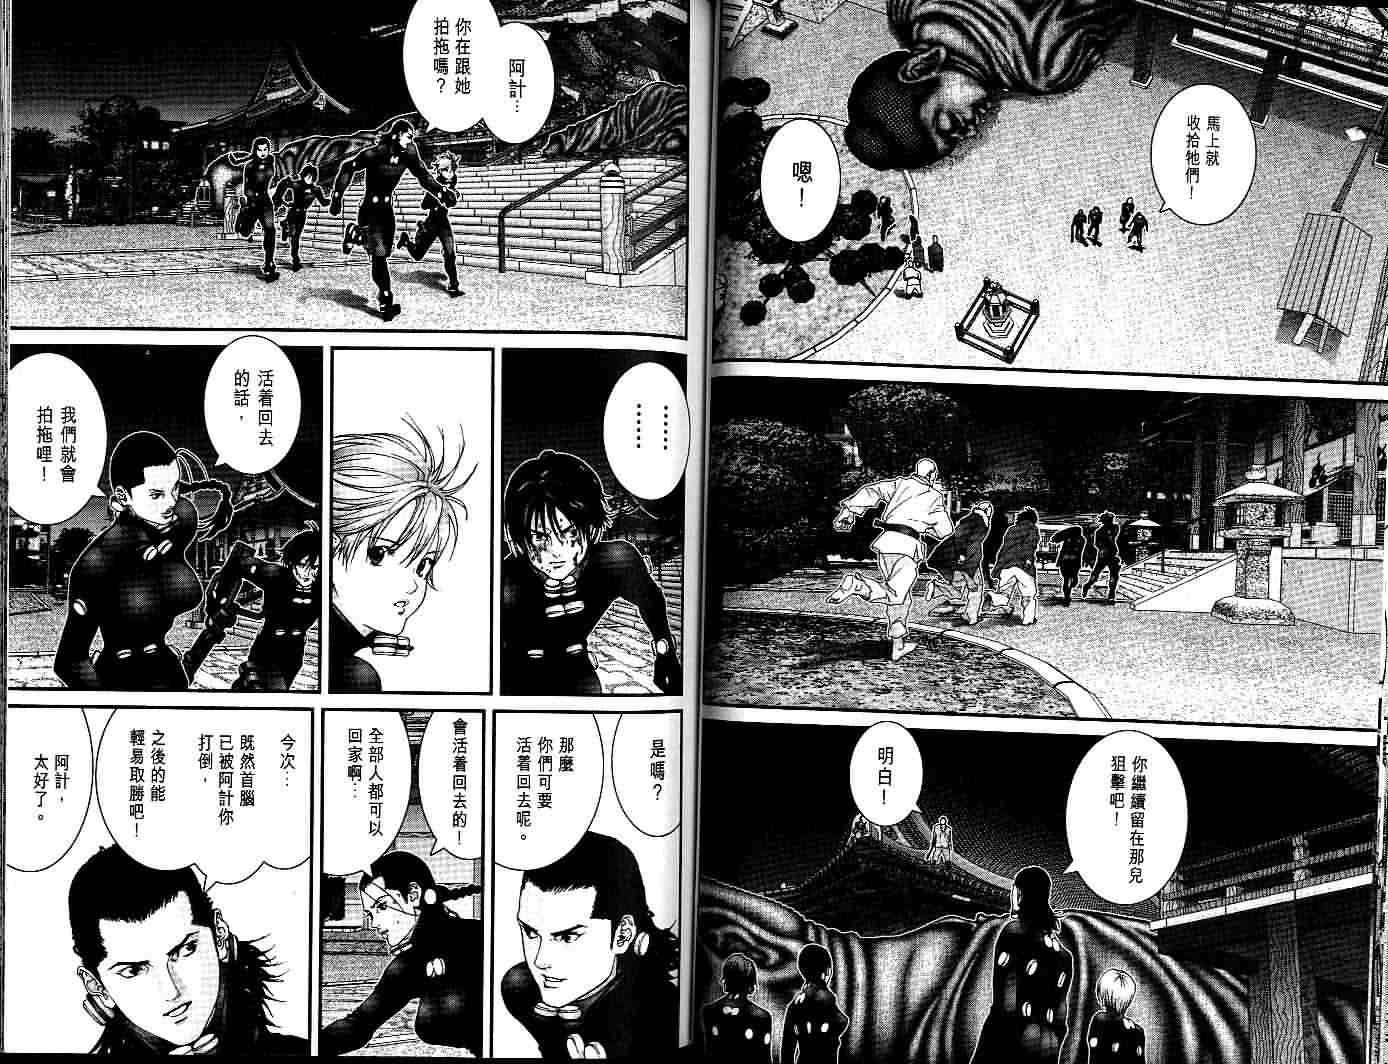 馬上就
收拾牠們！
嗯！
你繼續留在那兒
狙擊吧！
明白！
阿計…
你在跟她
拍拖嗎？
……
……
活着回去
的話，
我們就會
拍拖哩！
是嗎？
那麼
你們可要
活着回去呢。
會活着回去的！
全部人都可以
回家啊…
今次…
既然首腦
已被阿計你
打倒，
之後的能
輕易取勝吧！
阿計，
太好了。